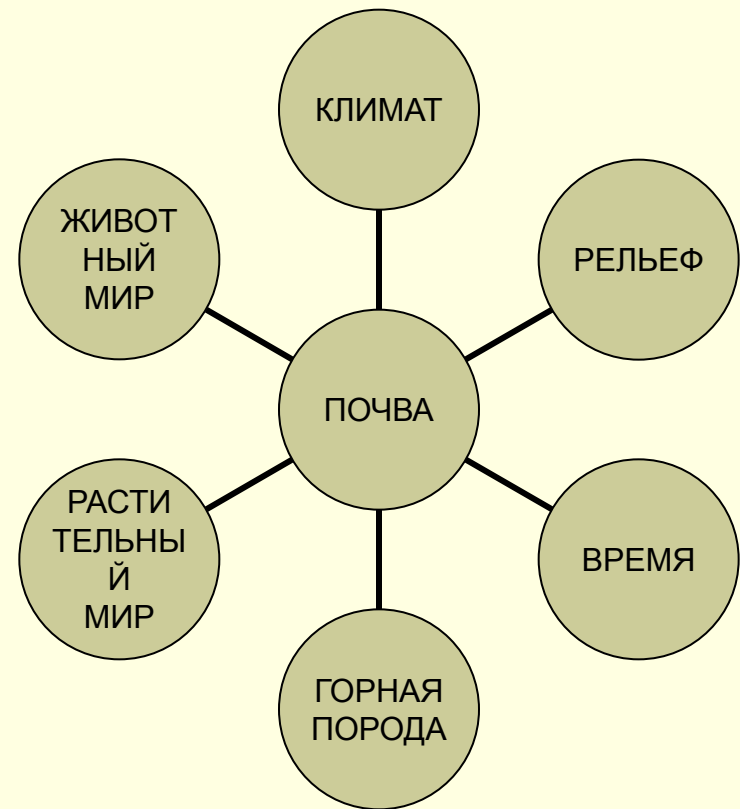 КЛИМАТ
ЖИВОТ
НЫЙ
МИР
РЕЛЬЕФ
ПОЧВА
РАСТИ
ТЕЛЬНЫ
Й
МИР
ВРЕМЯ
ГОРНАЯ
ПОРОДА